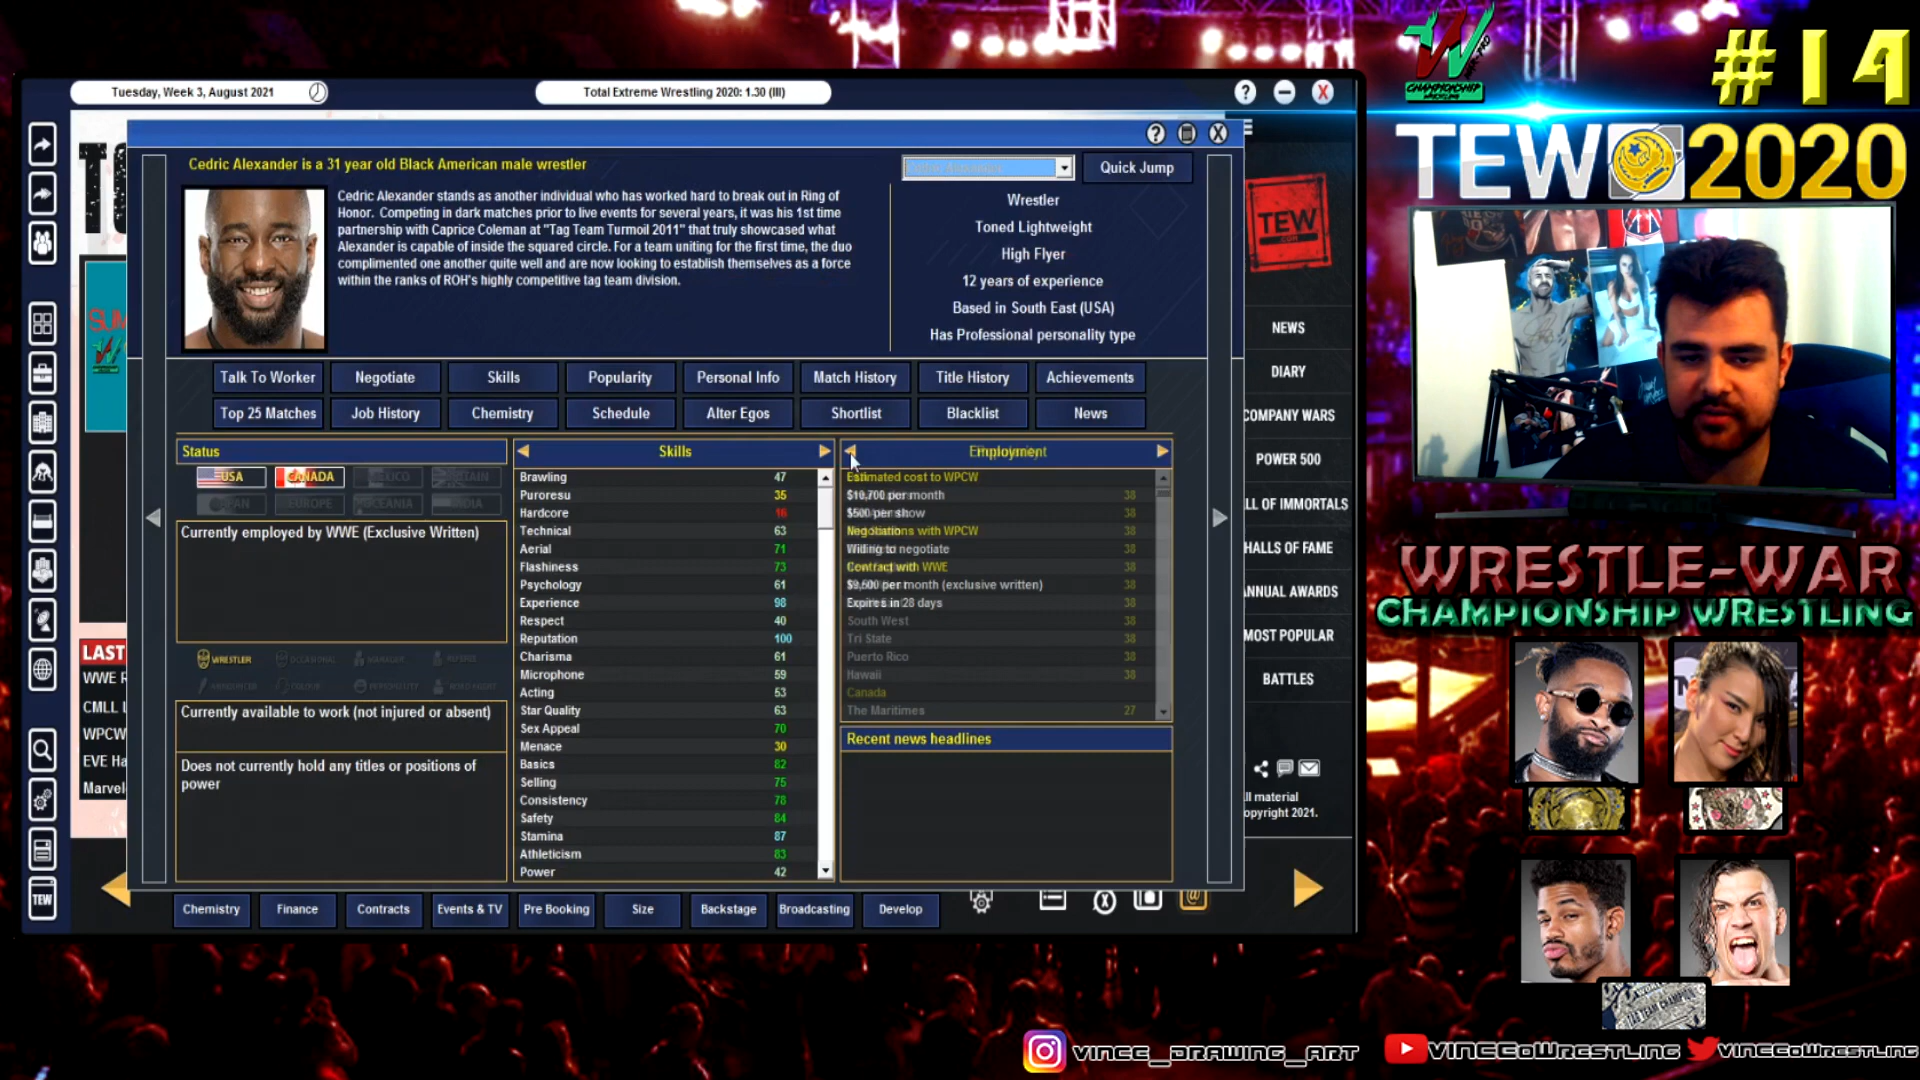 Tuesday, Week 3, August 2021
Total Extreme Wrestling 2020: 1.30 (III)
#14
TEW 2020
CHAMPIONSHIP
Cedric Alexander is a 31 year old Black American male wrestler
Quick Jump
Cedric Alexander stands as another individual who has worked hard to break out in Ring of
Honor. Competing in dark matches prior to live events for several years, it was his 1st time
partnership with Caprice Coleman at "Tag Team Turmoil 2011" that truly showcased what
Alexander is capable of inside the squared circle. For a team uniting for the first time, the duo
complimented one another quite well and are now looking to establish themselves as a force
within the ranks of ROH's highly competitive tag team division.
Wrestler
Toned Lightweight
High Flyer
12 years of experience
Based in South East (USA)
Has Professional personality type
TEW
.COM
Talk To Worker
Negotiate
Skills
Popularity
Personal Info
Match History
Title History
Achievements
Top 25 Matches
Job History
Chemistry
Schedule
Alter Egos
Shortlist
Blacklist
News
Status
USA
CANADA
Currently employed by WWE (Exclusive Written)
WRESTLER
OCCASIONAL
MANAGER
REFEREE
ANNOUNCER
COLOUR
PERSONALITY
ROAD AGENT
Currently available to work (not injured or absent)
Does not currently hold any titles or positions of
power
Skills
Brawling 47
Puroresu 35
Hardcore 16
Technical 63
Aerial 71
Flashiness 73
Psychology 61
Experience 98
Respect 40
Reputation 100
Charisma 61
Microphone 59
Acting 53
Star Quality 63
Sex Appeal 70
Menace 30
Basics 82
Selling 75
Consistency 78
Safety 84
Stamina 87
Athleticism 83
Power 42
Employment
Estimated cost to WPCW
$10,700 per month 38
$500 per show 38
Negotiations with WPCW 38
Willing to negotiate 38
Contract with WWE 38
$9,500 per month (exclusive written) 38
Expires in 28 days 38
South West 38
Tri State 38
Puerto Rico 38
Hawaii 38
Canada
The Maritimes 27
Recent news headlines
NEWS
DIARY
COMPANY WARS
POWER 500
LL OF IMMORTALS
HALLS OF FAME
ANNUAL AWARDS
MOST POPULAR
BATTLES
ll material
opyright 2021.
LAST
WWE R
CMLL L
WPCW
EVE Ha
Marvel
TEW
Chemistry
Finance
Contracts
Events & TV
Pre Booking
Size
Backstage
Broadcasting
Develop
WRESTLE-WAR
CHAMPIONSHIP WRESTLING
VINCE_DRAWING_ART
VINCEOWRESTLING
VINCEOWRESTLING